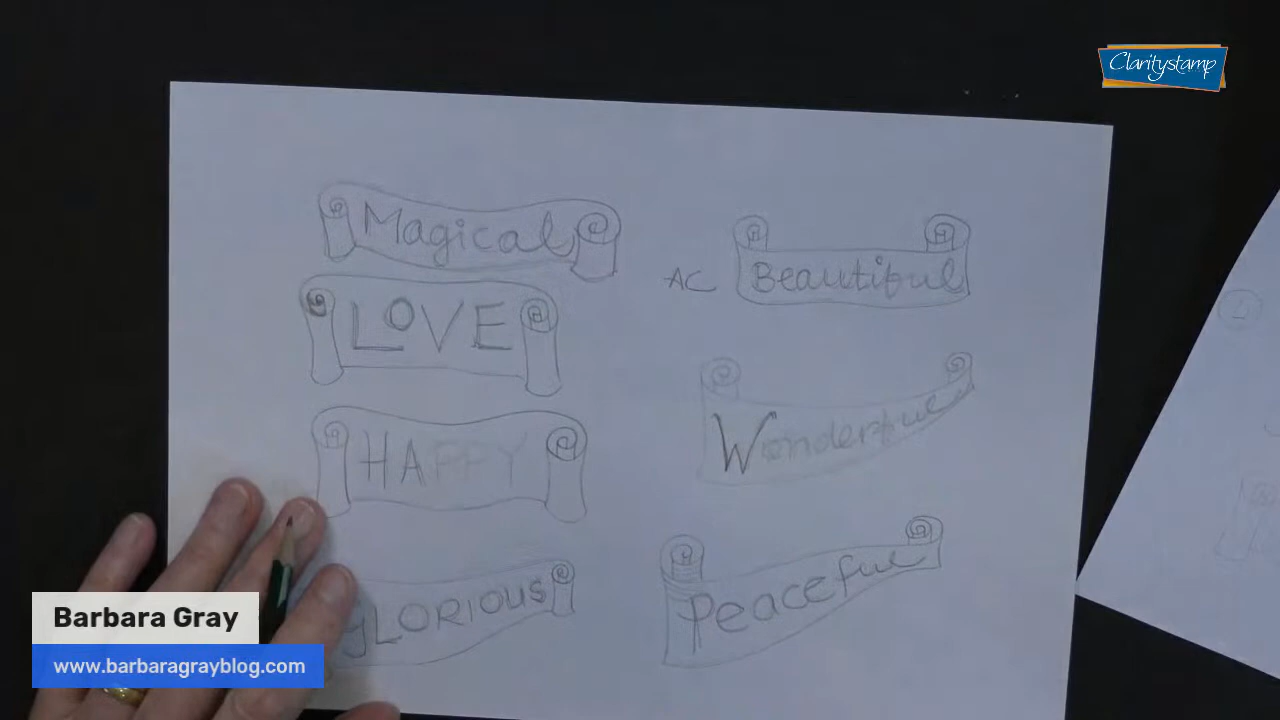 Claritystamp
Magical
LOVE
HAPPY
GLORIOUS
AC
Beautiful
Wonderful
Peaceful
Barbara Gray
www.barbaragrayblog.com